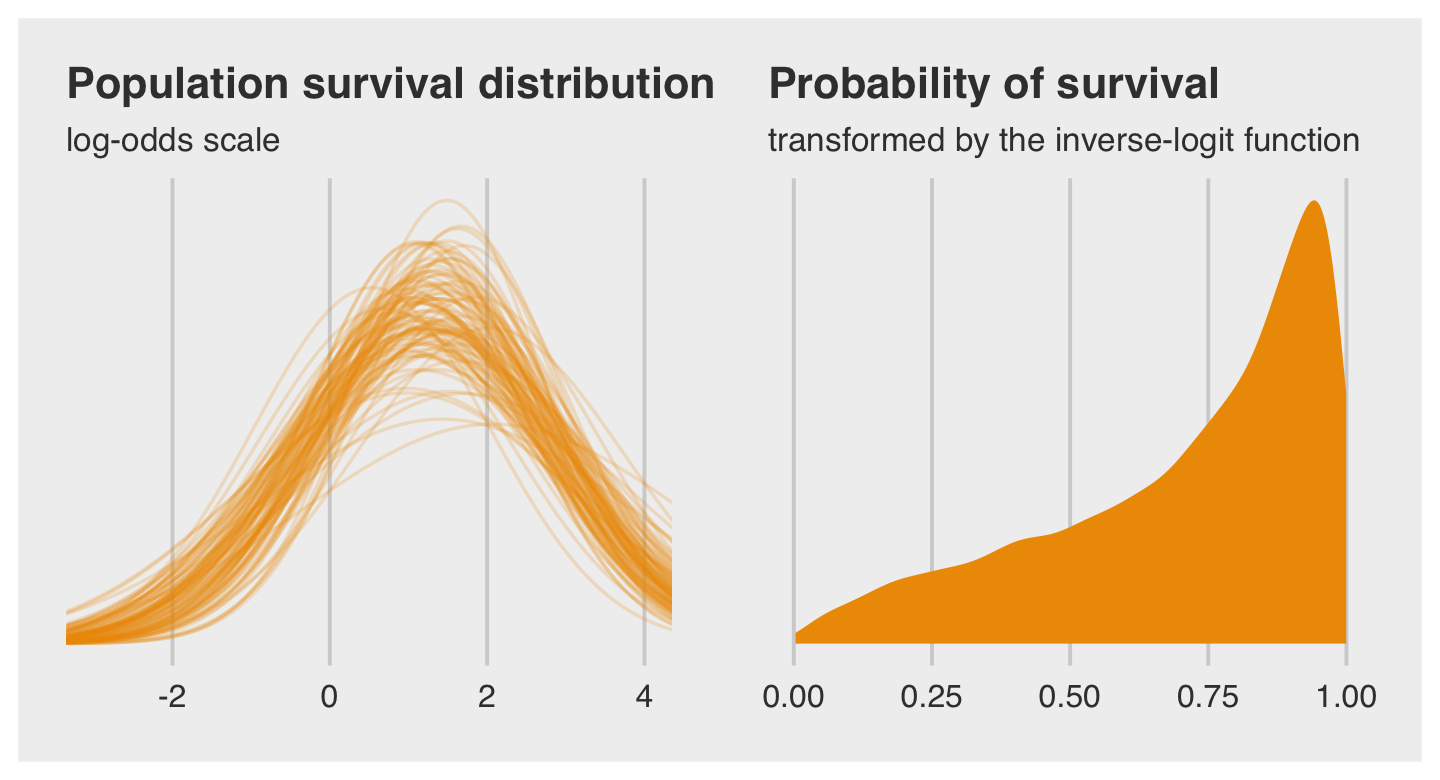 Population survival distribution
log-odds scale
-2 0 2 4
Probability of survival
transformed by the inverse-logit function
0.00 0.25 0.50 0.75 1.00